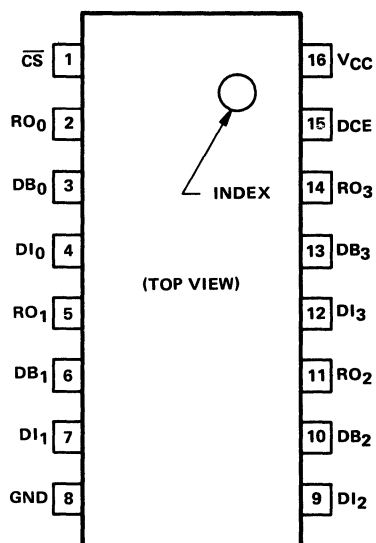 C̅S̅ 1 16 VCC
RO0 2 15 DCE
DB0 3 14 RO3
INDEX
DI0 4 13 DB3
(TOP VIEW)
RO1 5 12 DI3
DB1 6 11 RO2
DI1 7 10 DB2
GND 8 9 DI2